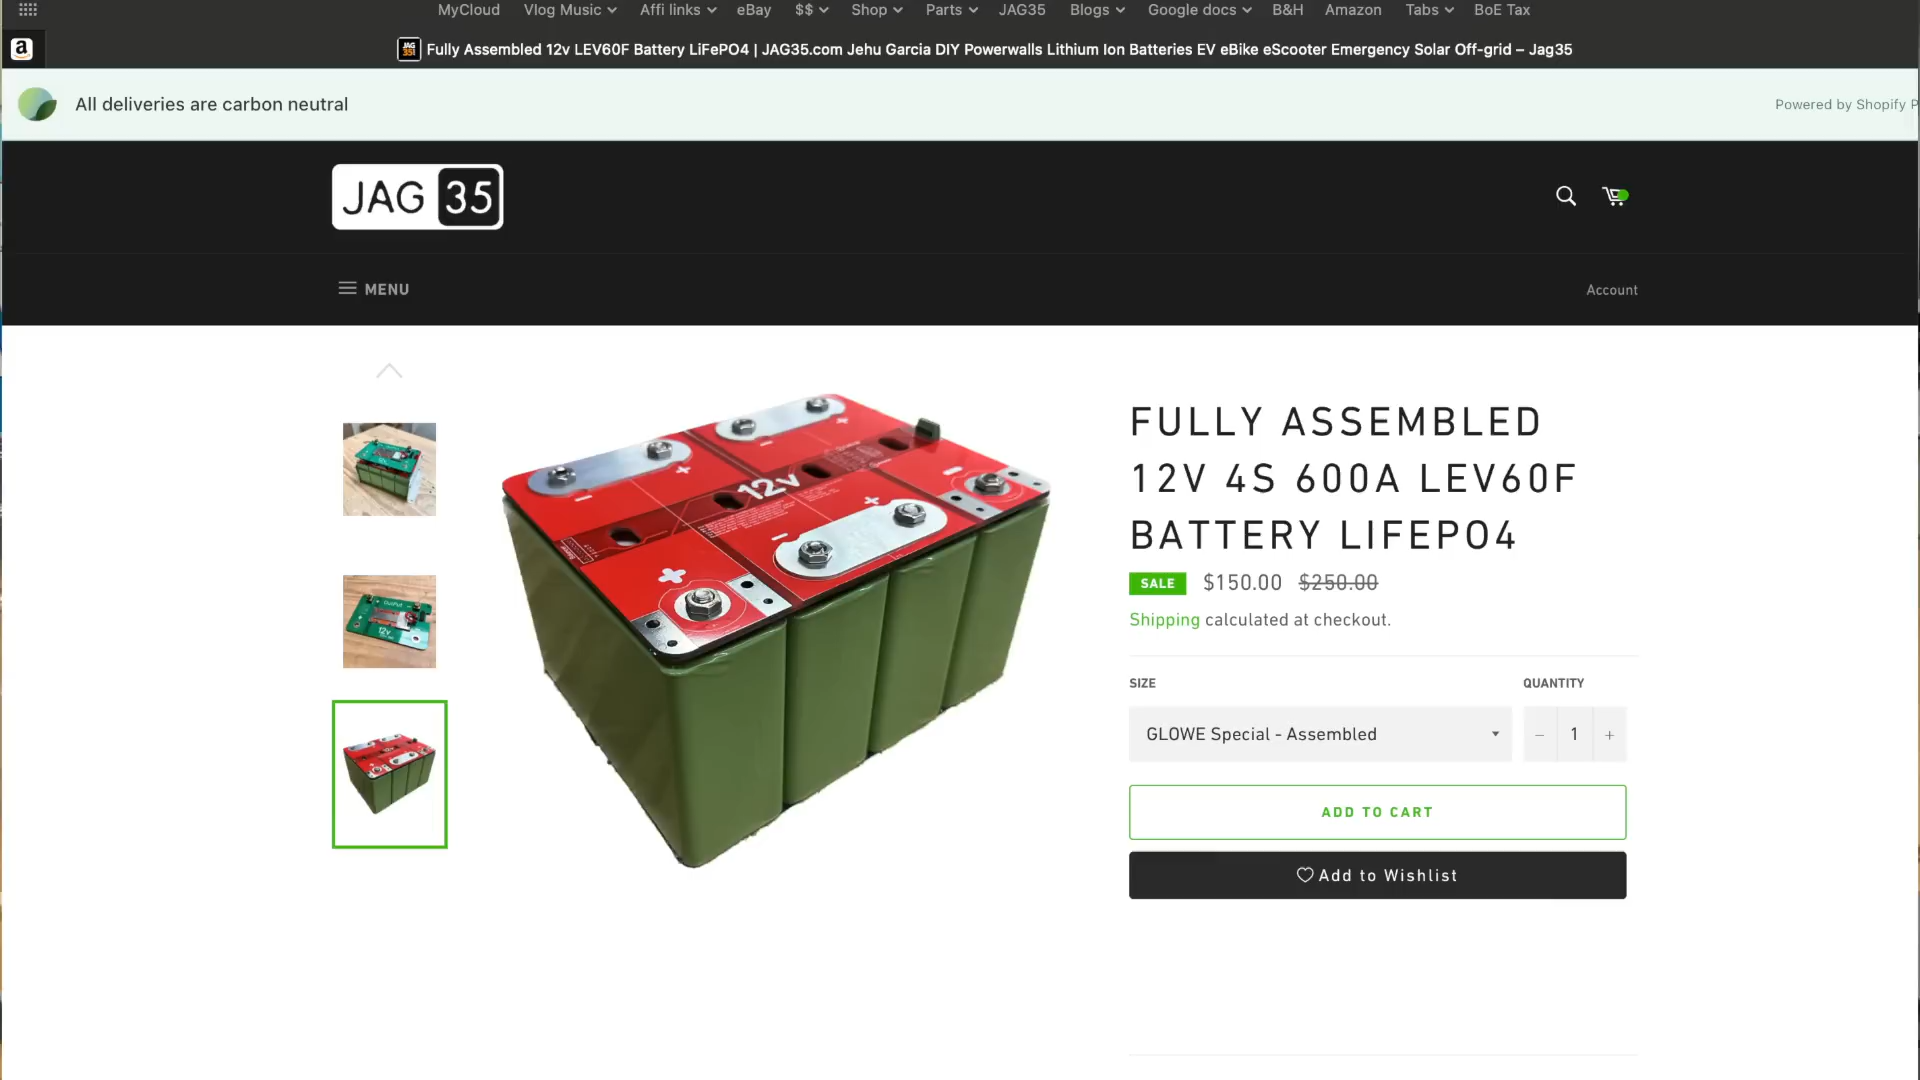 MyCloud Vlog Music Affi links eBay $$ Shop Parts JAG35 Blogs Google docs B&H Amazon Tabs BoE Tax
Fully Assembled 12v LEV60F Battery LiFePO4 | JAG35.com Jehu Garcia DIY Powerwalls Lithium Ion Batteries EV eBike eScooter Emergency Solar Off-grid – Jag35
All deliveries are carbon neutral
Powered by Shopify P
JAG 35
MENU
Account
12v
FULLY ASSEMBLED
12V 4S 600A LEV60F
BATTERY LIFEPO4
SALE $150.00 $250.00
Shipping calculated at checkout.
SIZE QUANTITY
GLOWE Special - Assembled − 1 +
ADD TO CART
Add to Wishlist